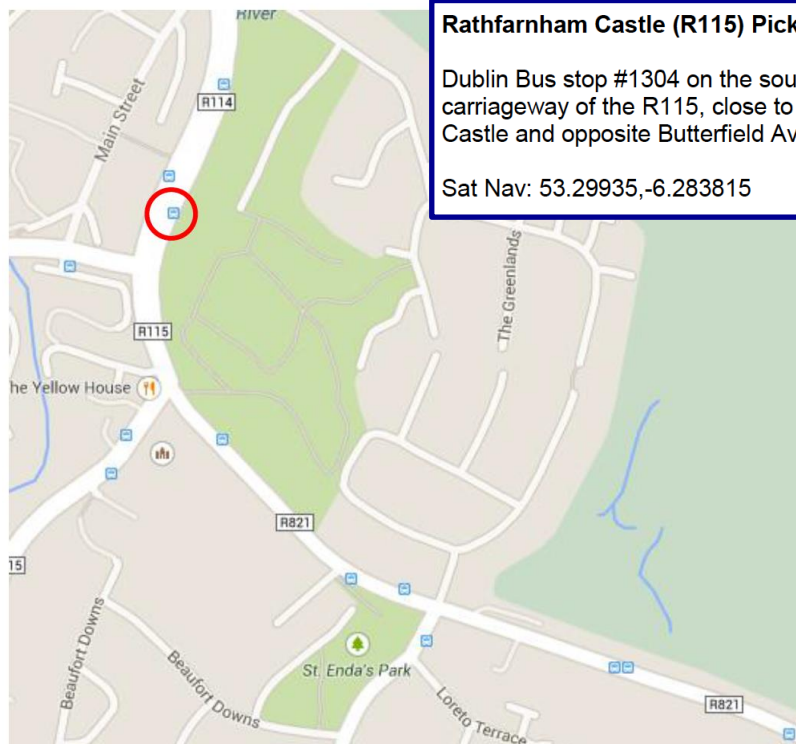 River
Rathfarnham Castle (R115) Pick
Dublin Bus stop #1304 on the sou
carriageway of the R115, close to
Castle and opposite Butterfield Av
Sat Nav: 53.29935,-6.283815
R114
Main Street
The Greenlands
R115
he Yellow House
R821
15
St. Enda's Park
Beaufort Downs
Beaufort Downs
Loreto Terrace
R821